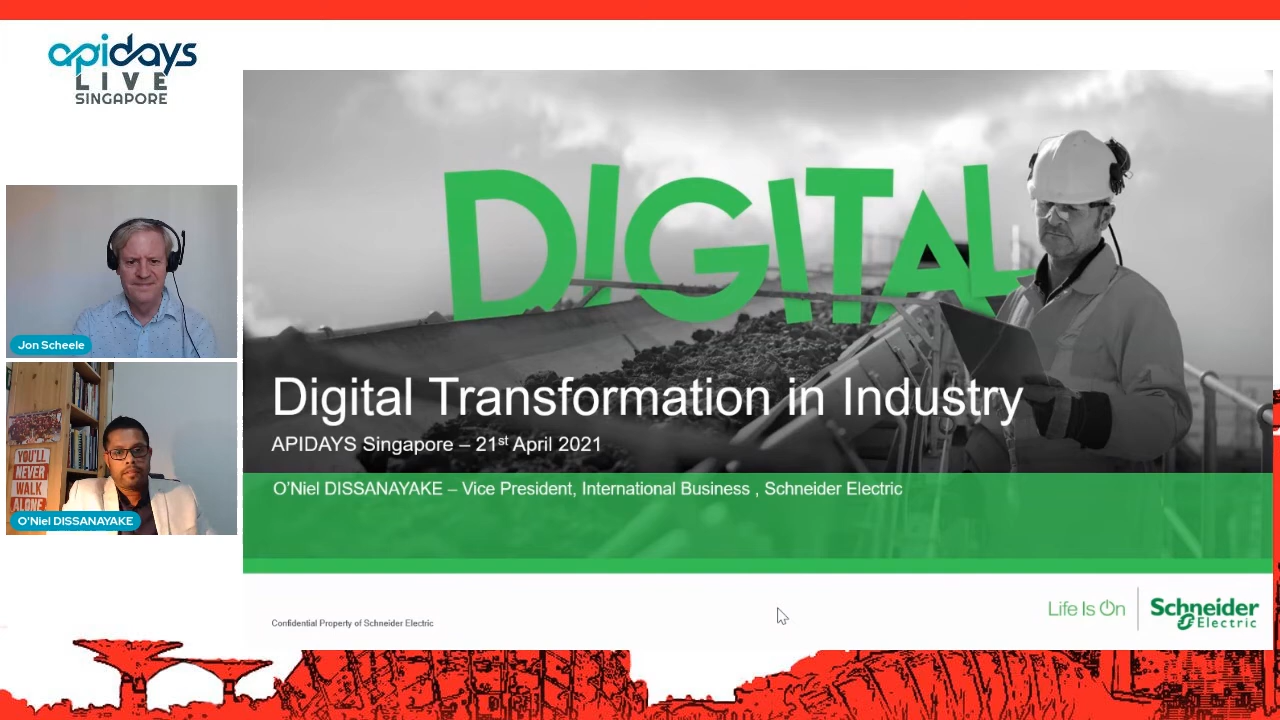 apidays
LIVE
SINGAPORE
Jon Scheele
YOU'LL
NEVER
WALK
ALONE
O'Niel DISSANAYAKE
DIGITAL
Digital Transformation in Industry
APIDAYS Singapore – 21st April 2021
O'Niel DISSANAYAKE – Vice President, International Business , Schneider Electric
Confidential Property of Schneider Electric
Life Is On
Schneider
Electric